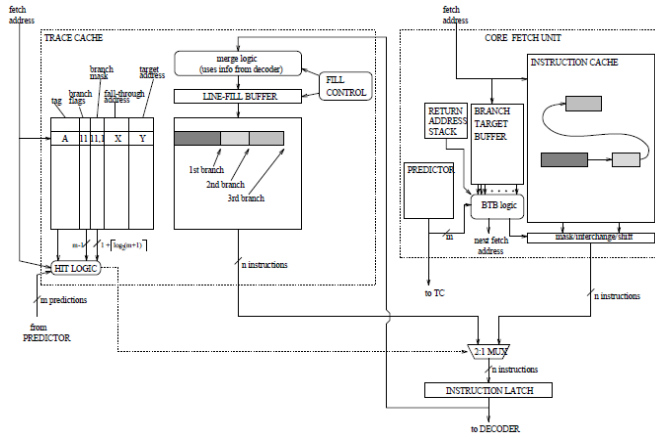 fetch
address
TRACE CACHE
merge logic
(uses info from decoder)
FILL
CONTROL
LINE-FILL BUFFER
tag
branch
flags
branch
mask
fall-through
address
target
address
A
11
11,1
X
Y
1st branch
2nd branch
3rd branch
m-1
1 + ⌈log2(m+1)⌉
HIT LOGIC
m predictions
from
PREDICTOR
n instructions
fetch
address
CORE FETCH UNIT
INSTRUCTION CACHE
RETURN
ADDRESS
STACK
BRANCH
TARGET
BUFFER
PREDICTOR
BTB logic
m
next fetch
address
mask/interchange/shift
to TC
n instructions
2:1 MUX
n instructions
INSTRUCTION LATCH
to DECODER